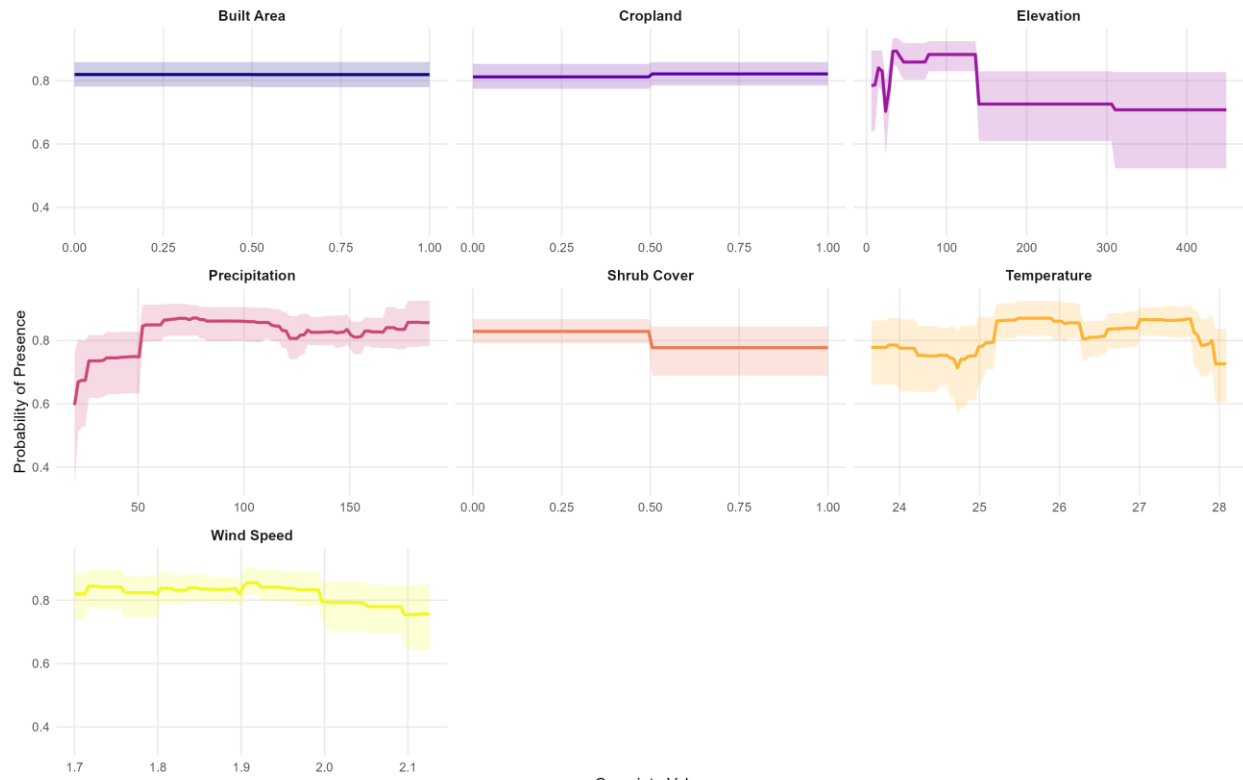 Built Area Cropland Elevation
0.8
0.6
0.4
0.00 0.25 0.50 0.75 1.00 0.00 0.25 0.50 0.75 1.00 0 100 200 300 400
Precipitation Shrub Cover Temperature
Probability of Presence
0.8
0.6
0.4
50 100 150 0.00 0.25 0.50 0.75 1.00 24 25 26 27 28
Wind Speed
0.8
0.6
0.4
1.7 1.8 1.9 2.0 2.1